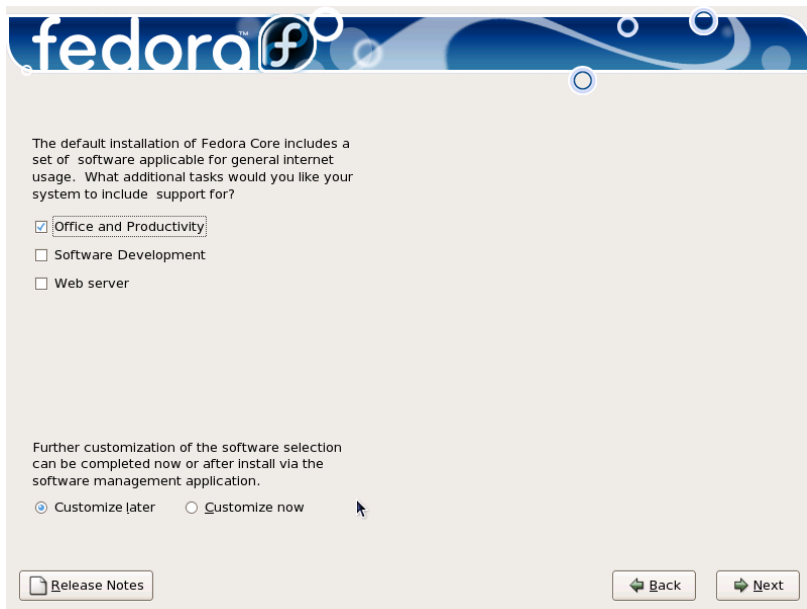 fedora™ f
The default installation of Fedora Core includes a
set of software applicable for general internet
usage. What additional tasks would you like your
system to include support for?
Office and Productivity
Software Development
Web server
Further customization of the software selection
can be completed now or after install via the
software management application.
Customize later Customize now
Release Notes Back Next